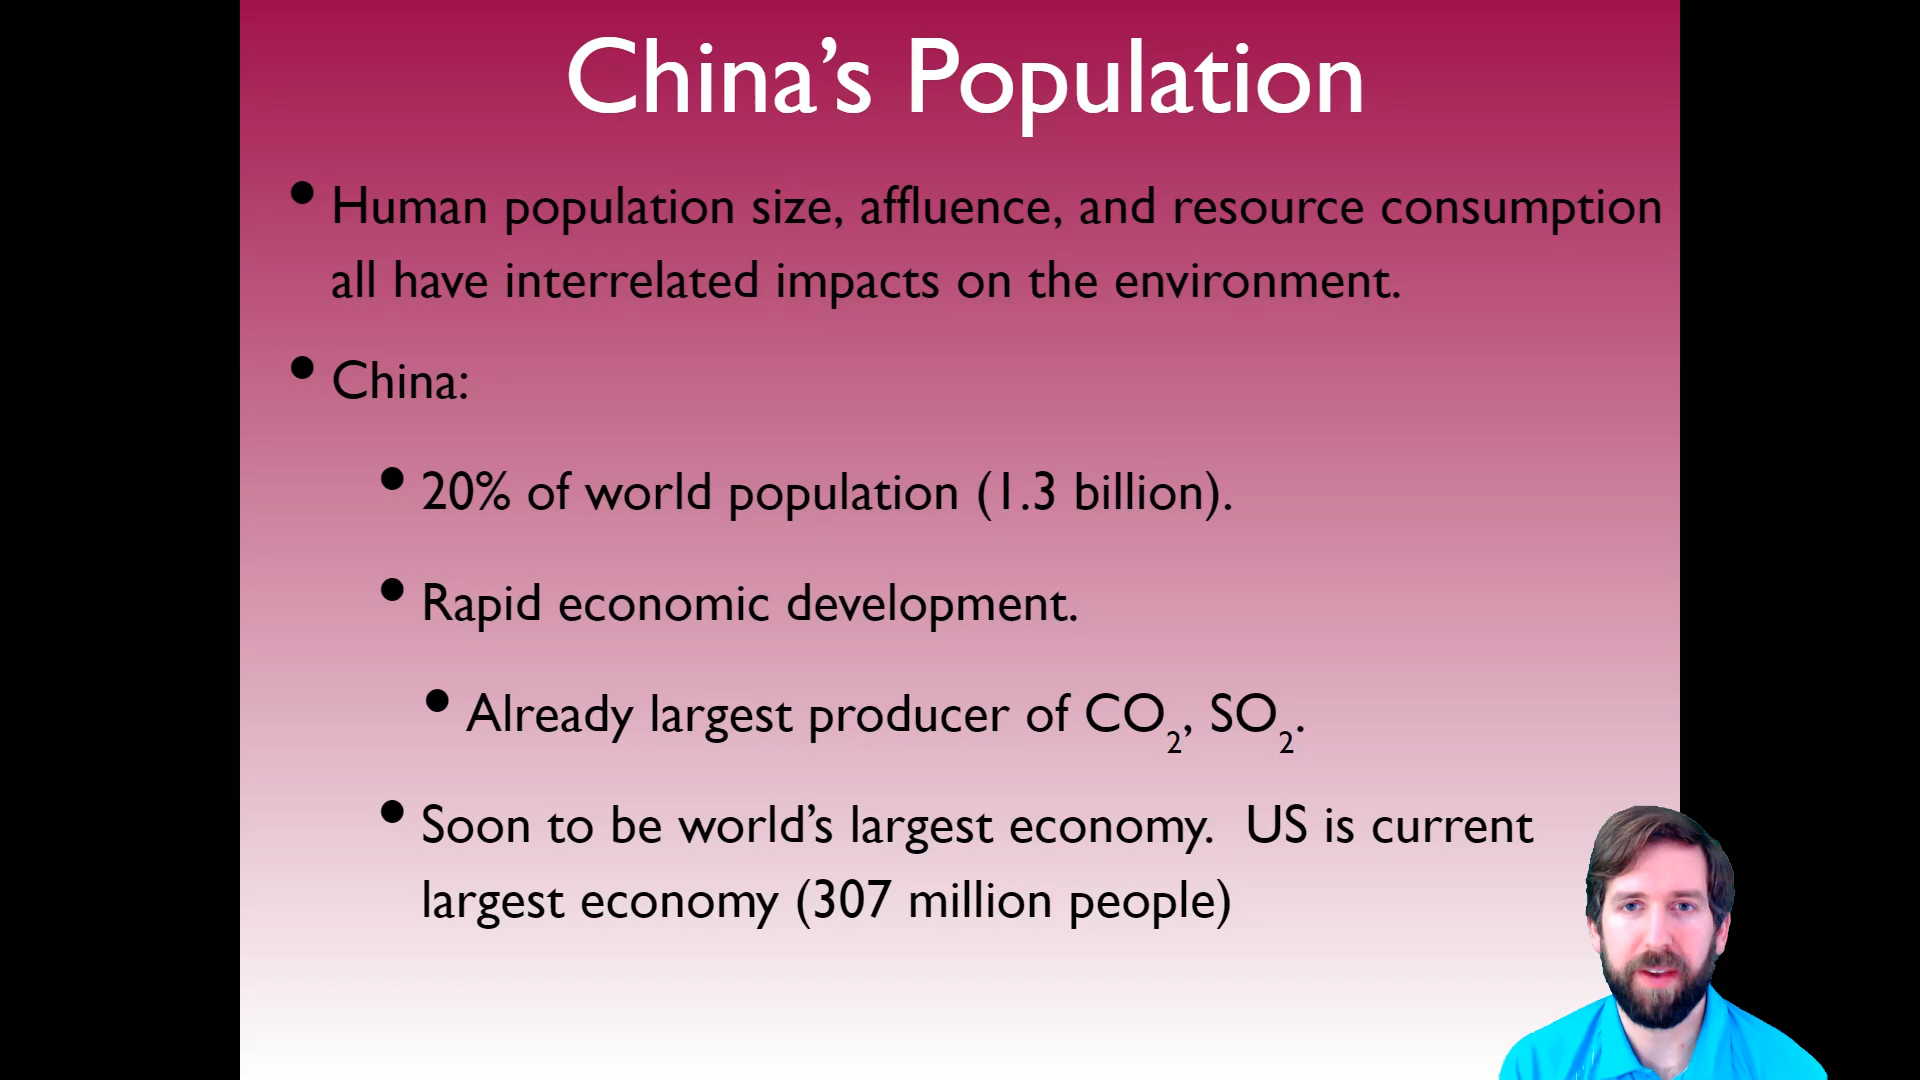 China’s Population
• Human population size, affluence, and resource consumption
all have interrelated impacts on the environment.
• China:
• 20% of world population (1.3 billion).
• Rapid economic development.
• Already largest producer of CO₂, SO₂.
• Soon to be world’s largest economy.  US is current
largest economy (307 million people)